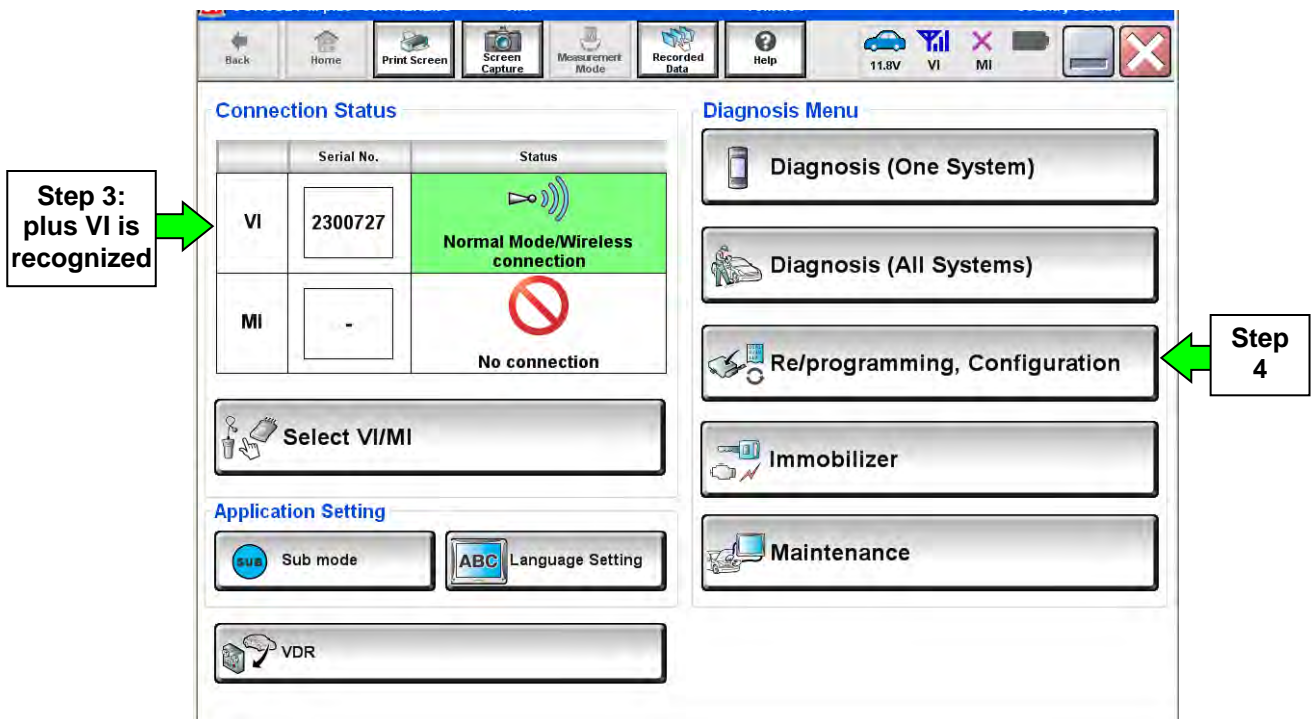 Back
Home
Print Screen
Screen
Capture
Measurement
Mode
Recorded
Data
Help
11.8V
VI
MI
Connection Status
Serial No.
Status
VI
2300727
Normal Mode/Wireless
connection
MI
-
No connection
Select VI/MI
Application Setting
SUB
Sub mode
ABC
Language Setting
VDR
Diagnosis Menu
Diagnosis (One System)
Diagnosis (All Systems)
Re/programming, Configuration
Immobilizer
Maintenance
Step 3:
plus VI is
recognized
Step
4